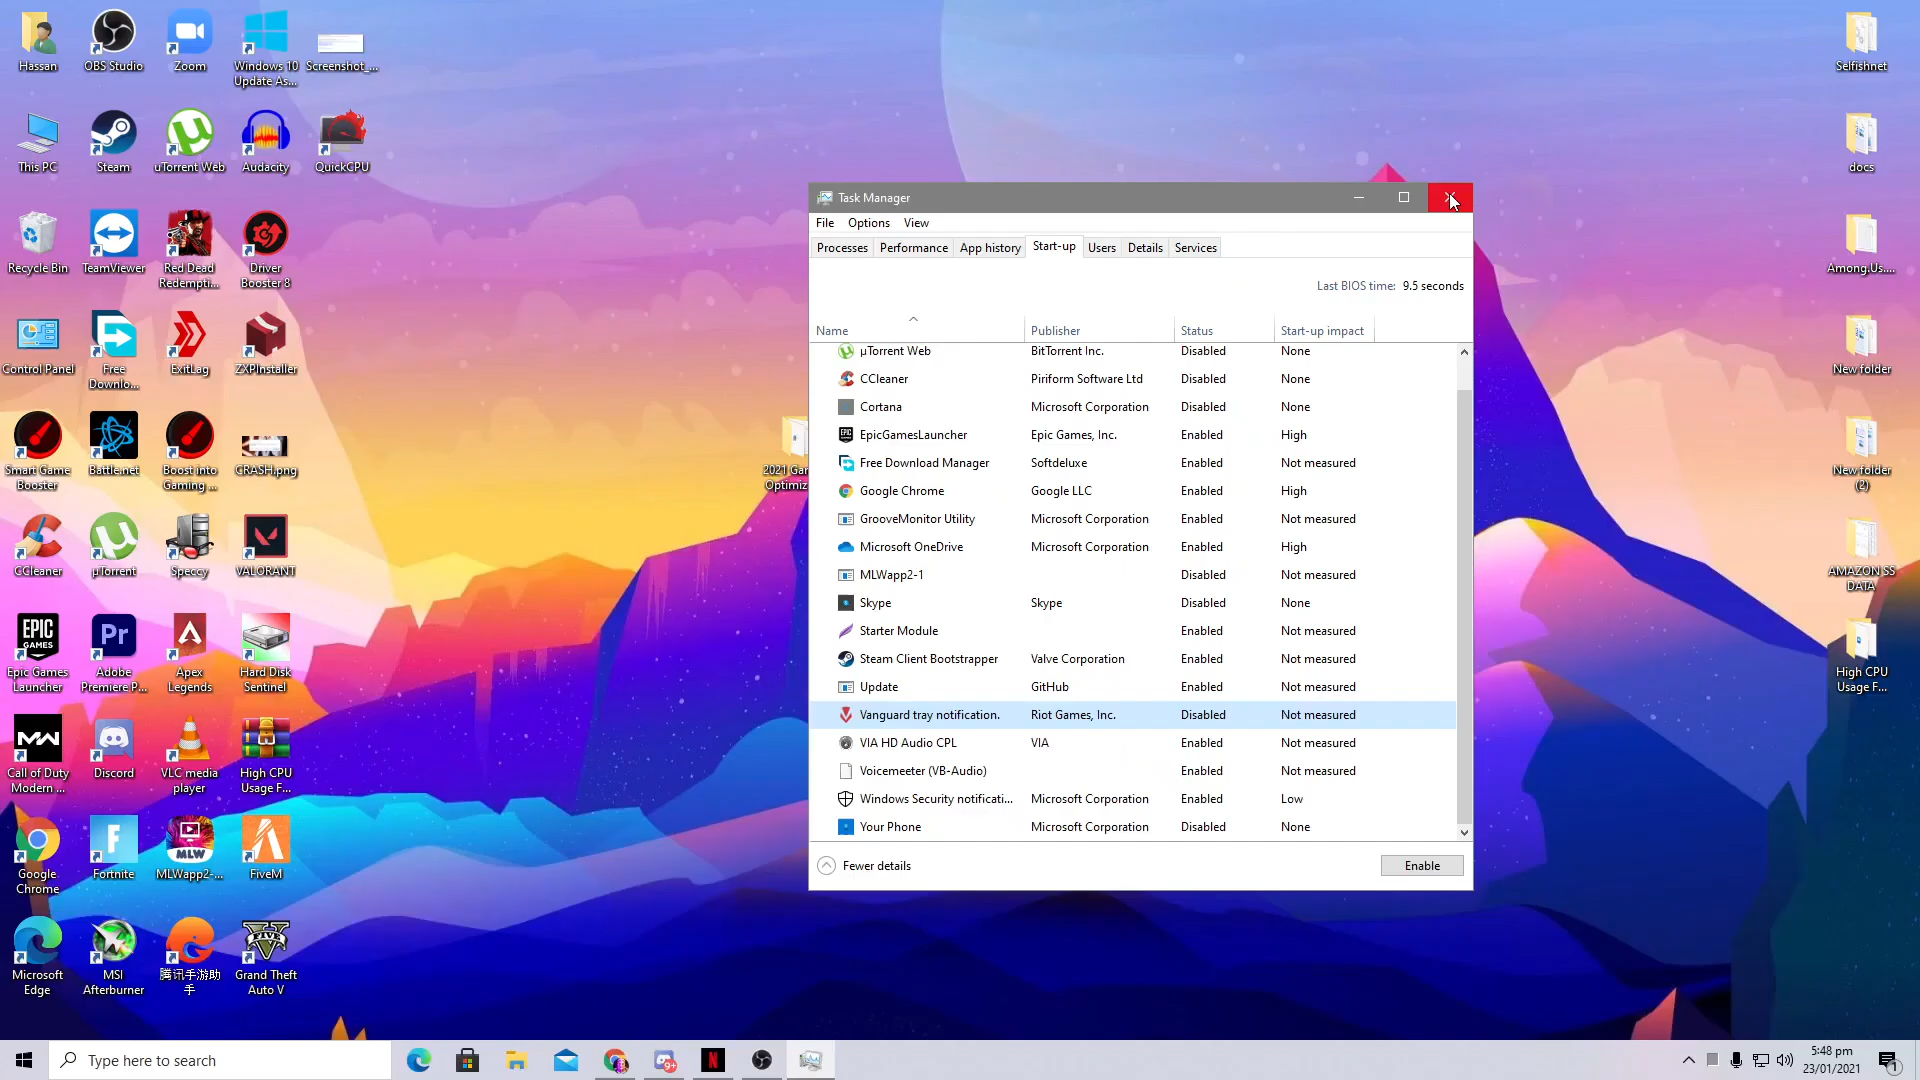 Hassan
OBS Studio
Zoom
Windows 10
Update As...
Screenshot_...
This PC
Steam
uTorrent Web
Audacity
QuickCPU
Recycle Bin
TeamViewer
Red Dead
Redempti...
Driver
Booster 8
Control Panel
Free
Downlo...
ExitLag
ZXPInstaller
Smart Game
Booster
Battle.net
Boost into
Gaming ...
CRASH.png
CCleaner
µTorrent
Speccy
VALORANT
EPIC
GAMES
Pr
Epic Games
Launcher
Adobe
Premiere P...
Apex
Legends
Hard Disk
Sentinel
MW
Call of Duty
Modern ...
Discord
VLC media
player
High CPU
Usage F...
Google
Chrome
Fortnite
MLW
MLWapp2-...
FiveM
Microsoft
Edge
MSI
Afterburner
腾讯手游助
手
FIVE
Grand Theft
Auto V
2021 Gar
Optimiz
Task Manager
File Options View
Processes Performance App history Start-up Users Details Services
Last BIOS time: 9.5 seconds
Name Publisher Status Start-up impact
µTorrent Web BitTorrent Inc. Disabled None
CCleaner Piriform Software Ltd Disabled None
Cortana Microsoft Corporation Disabled None
EpicGamesLauncher Epic Games, Inc. Enabled High
Free Download Manager Softdeluxe Enabled Not measured
Google Chrome Google LLC Enabled High
GrooveMonitor Utility Microsoft Corporation Enabled Not measured
Microsoft OneDrive Microsoft Corporation Enabled High
MLWapp2-1 Disabled Not measured
Skype Skype Disabled None
Starter Module Enabled Not measured
Steam Client Bootstrapper Valve Corporation Enabled Not measured
Update GitHub Enabled Not measured
Vanguard tray notification. Riot Games, Inc. Disabled Not measured
VIA HD Audio CPL VIA Enabled Not measured
Voicemeeter (VB-Audio) Enabled Not measured
Windows Security notificati... Microsoft Corporation Enabled Low
Your Phone Microsoft Corporation Disabled None
Fewer details
Enable
Selfishnet
docs
Among.Us....
New folder
New folder
(2)
AMAZON SS
DATA
High CPU
Usage F...
Type here to search
9+
N
5:48 pm
23/01/2021
1